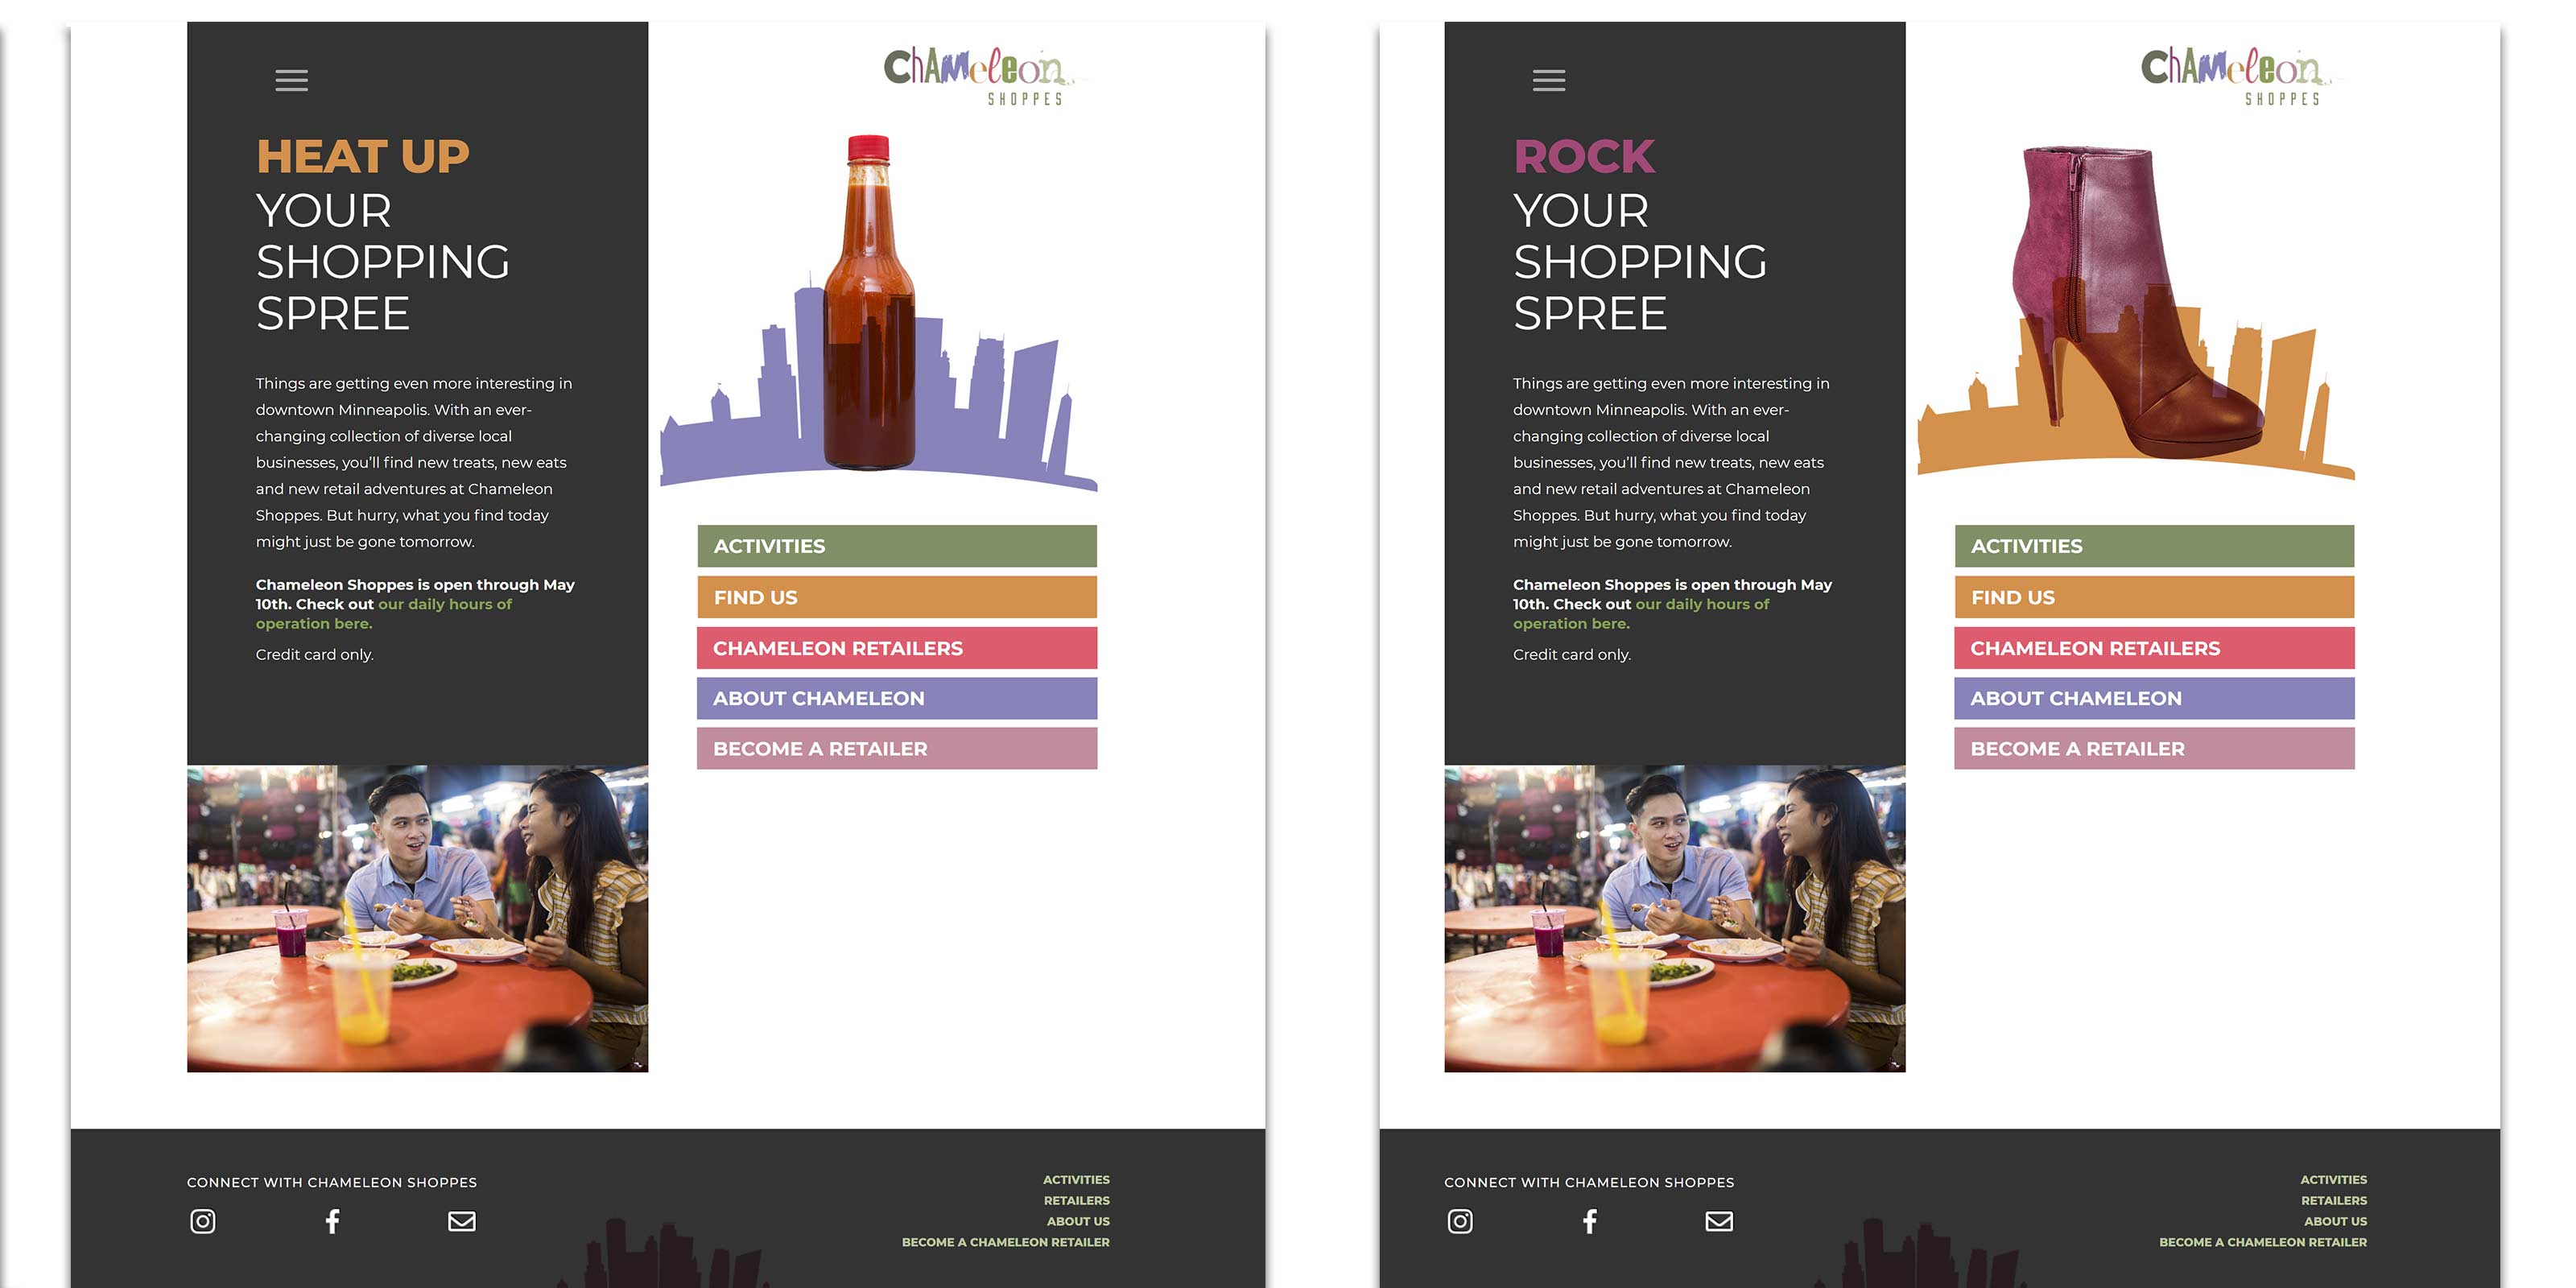 CHAMeLeon
SHOPPES
HEAT UP
YOUR
SHOPPING
SPREE
Things are getting even more interesting in
downtown Minneapolis. With an ever-
changing collection of diverse local
businesses, you'll find new treats, new eats
and new retail adventures at Chameleon
Shoppes. But hurry, what you find today
might just be gone tomorrow.
Chameleon Shoppes is open through May
10th. Check out our daily hours of
operation bere.
Credit card only.
ACTIVITIES
FIND US
CHAMELEON RETAILERS
ABOUT CHAMELEON
BECOME A RETAILER
CONNECT WITH CHAMELEON SHOPPES
ACTIVITIES
RETAILERS
ABOUT US
BECOME A CHAMELEON RETAILER
CHAMeLeon
SHOPPES
ROCK
YOUR
SHOPPING
SPREE
Things are getting even more interesting in
downtown Minneapolis. With an ever-
changing collection of diverse local
businesses, you'll find new treats, new eats
and new retail adventures at Chameleon
Shoppes. But hurry, what you find today
might just be gone tomorrow.
Chameleon Shoppes is open through May
10th. Check out our daily hours of
operation bere.
Credit card only.
ACTIVITIES
FIND US
CHAMELEON RETAILERS
ABOUT CHAMELEON
BECOME A RETAILER
CONNECT WITH CHAMELEON SHOPPES
ACTIVITIES
RETAILERS
ABOUT US
BECOME A CHAMELEON RETAILER